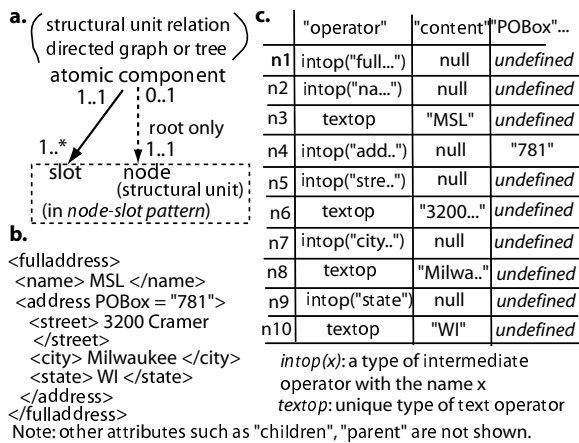 a.
structural unit relation
directed graph or tree
atomic component
1..1 0..1
root only
1..* 1..1
slot node
(structural unit)
(in node-slot pattern)
b.
<fulladdress>
<name> MSL </name>
<address POBox = "781">
<street> 3200 Cramer
</street>
<city> Milwaukee </city>
<state> WI </state>
</address>
</fulladdress>
c.
"operator" "content" "POBox"...
n1 intop("full...") null undefined
n2 intop("na...") null undefined
n3 textop "MSL" undefined
n4 intop("add..") null "781"
n5 intop("stre..") null undefined
n6 textop "3200..." undefined
n7 intop("city..") null undefined
n8 textop "Milwa.." undefined
n9 intop("state") null undefined
n10 textop "WI" undefined
intop(x): a type of intermediate
operator with the name x
textop: unique type of text operator
Note: other attributes such as "children", "parent" are not shown.